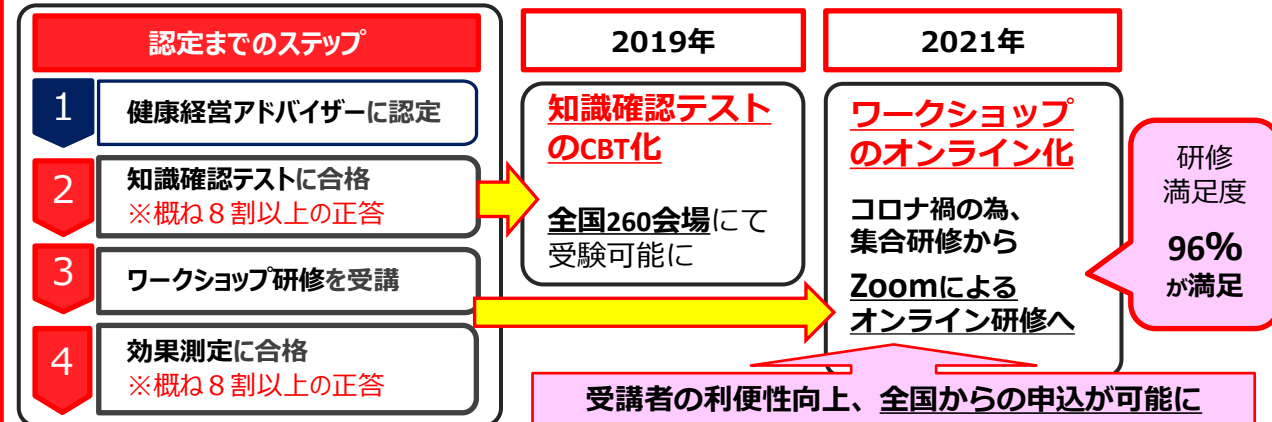 認定までのステップ
1
健康経営アドバイザーに認定
2
知識確認テストに合格
※概ね８割以上の正答
3
ワークショップ研修を受講
4
効果測定に合格
※概ね８割以上の正答
2019年
知識確認テスト
のCBT化
全国260会場にて
受験可能に
2021年
ワークショップ
のオンライン化
コロナ禍の為、
集合研修から
Zoomによる
オンライン研修へ
研修
満足度
96%
が満足
受講者の利便性向上、全国からの申込が可能に